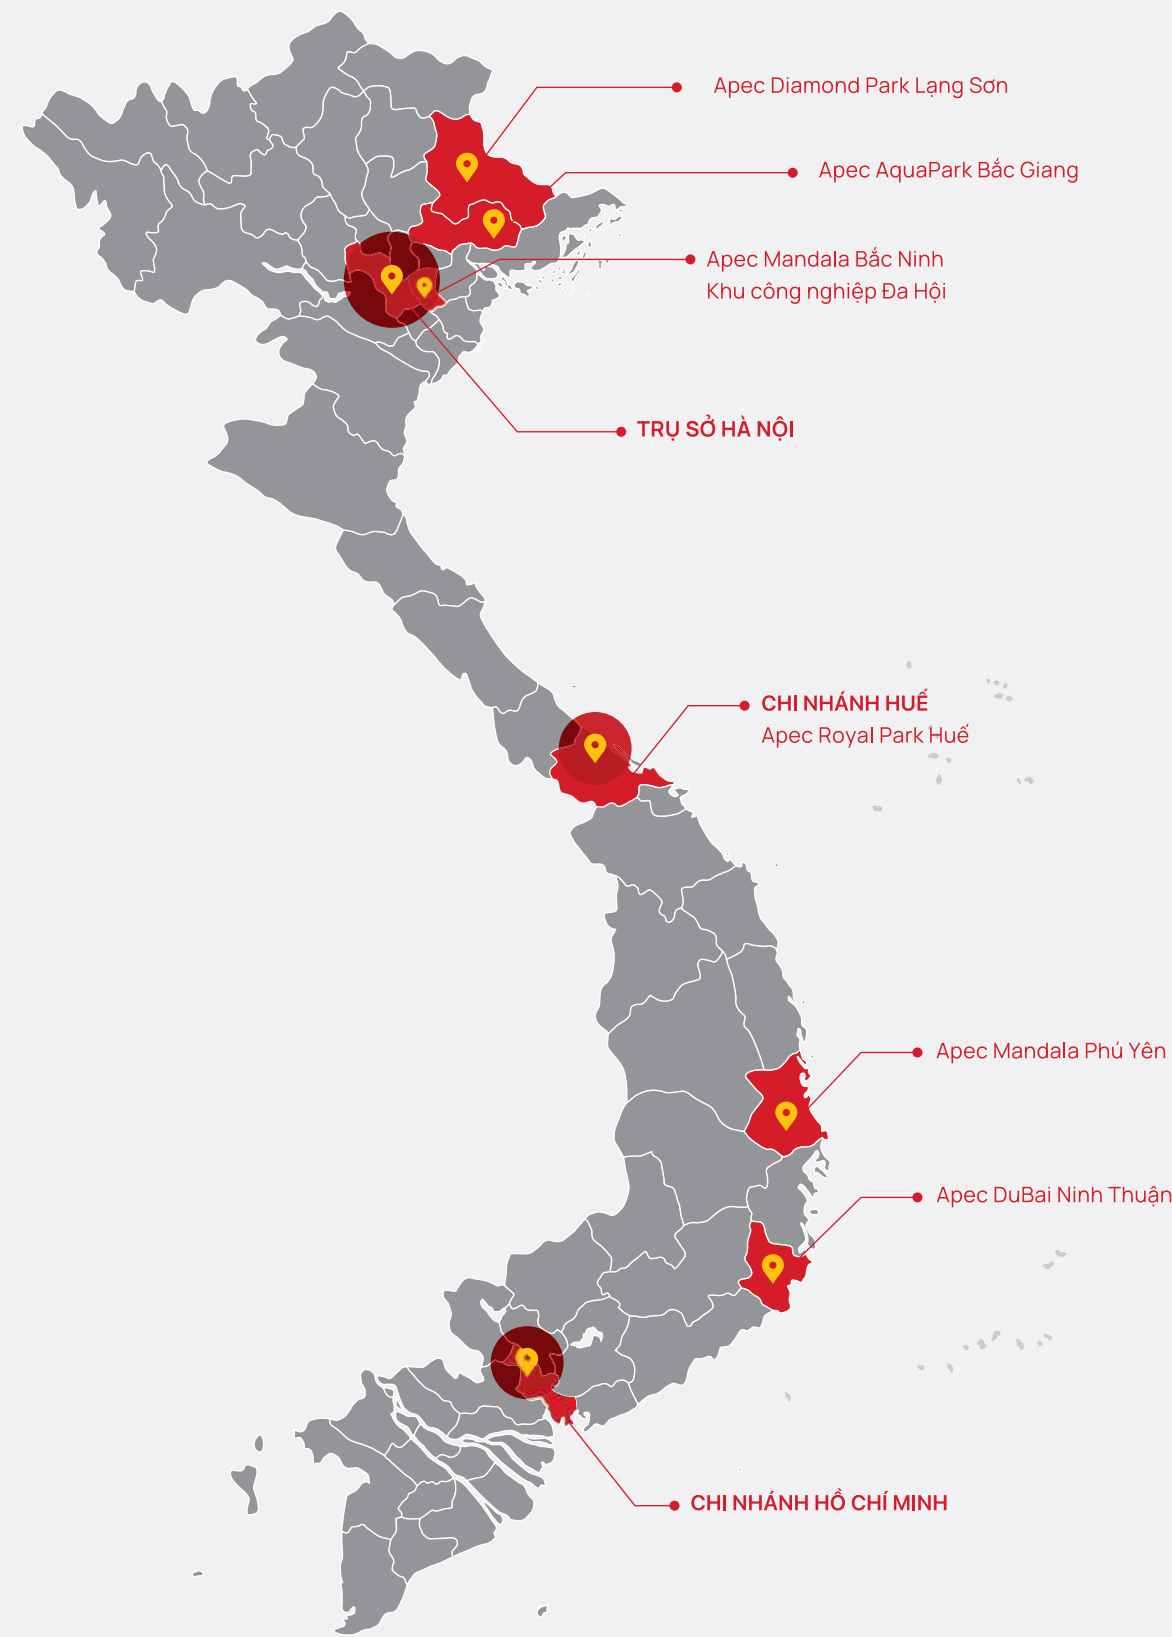 Apec Diamond Park Lạng Sơn
Apec AquaPark Bắc Giang
Apec Mandala Bắc Ninh
Khu công nghiệp Đa Hội
TRỤ SỞ HÀ NỘI
CHI NHÁNH HUẾ
Apec Royal Park Huế
Apec Mandala Phú Yên
Apec DuBai Ninh Thuận
CHI NHÁNH HỒ CHÍ MINH